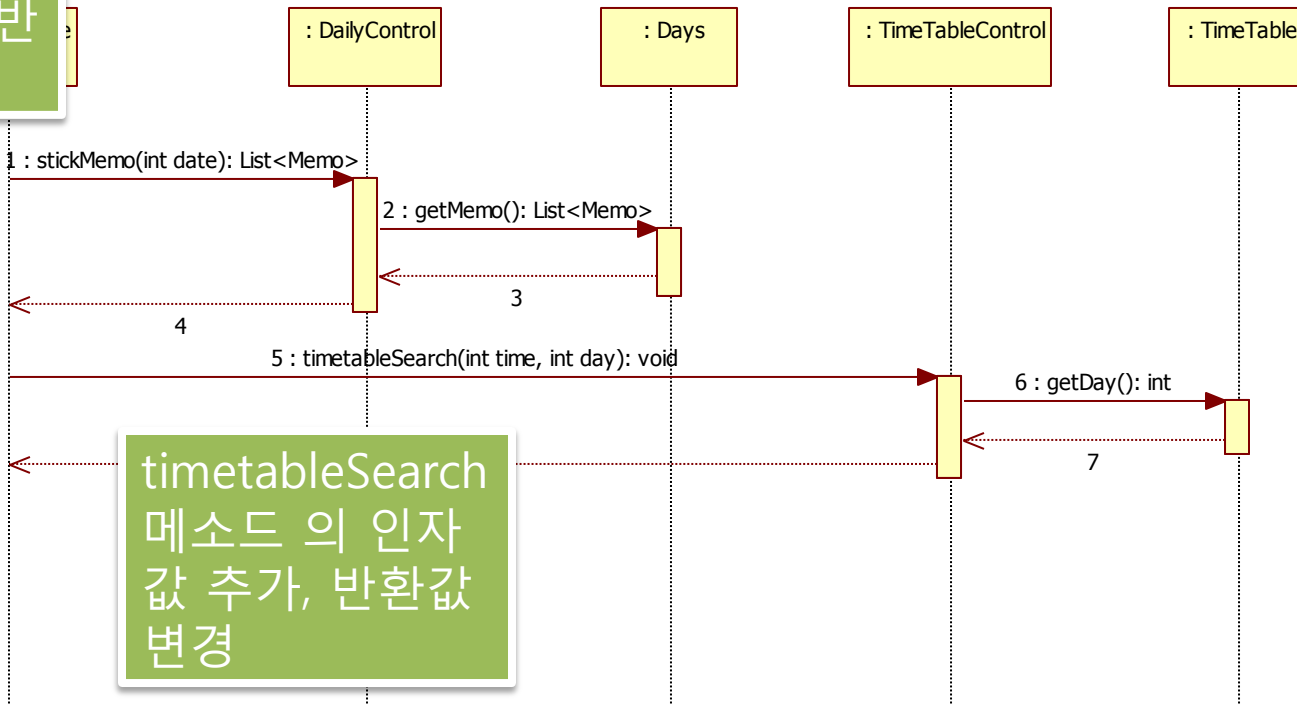 반
: DailyControl
: Days
: TimeTableControl
: TimeTable
1 : stickMemo(int date): List<Memo>
2 : getMemo(): List<Memo>
3
4
5 : timetableSearch(int time, int day): void
6 : getDay(): int
7
timetableSearch
메소드 의 인자
값 추가, 반환값
변경